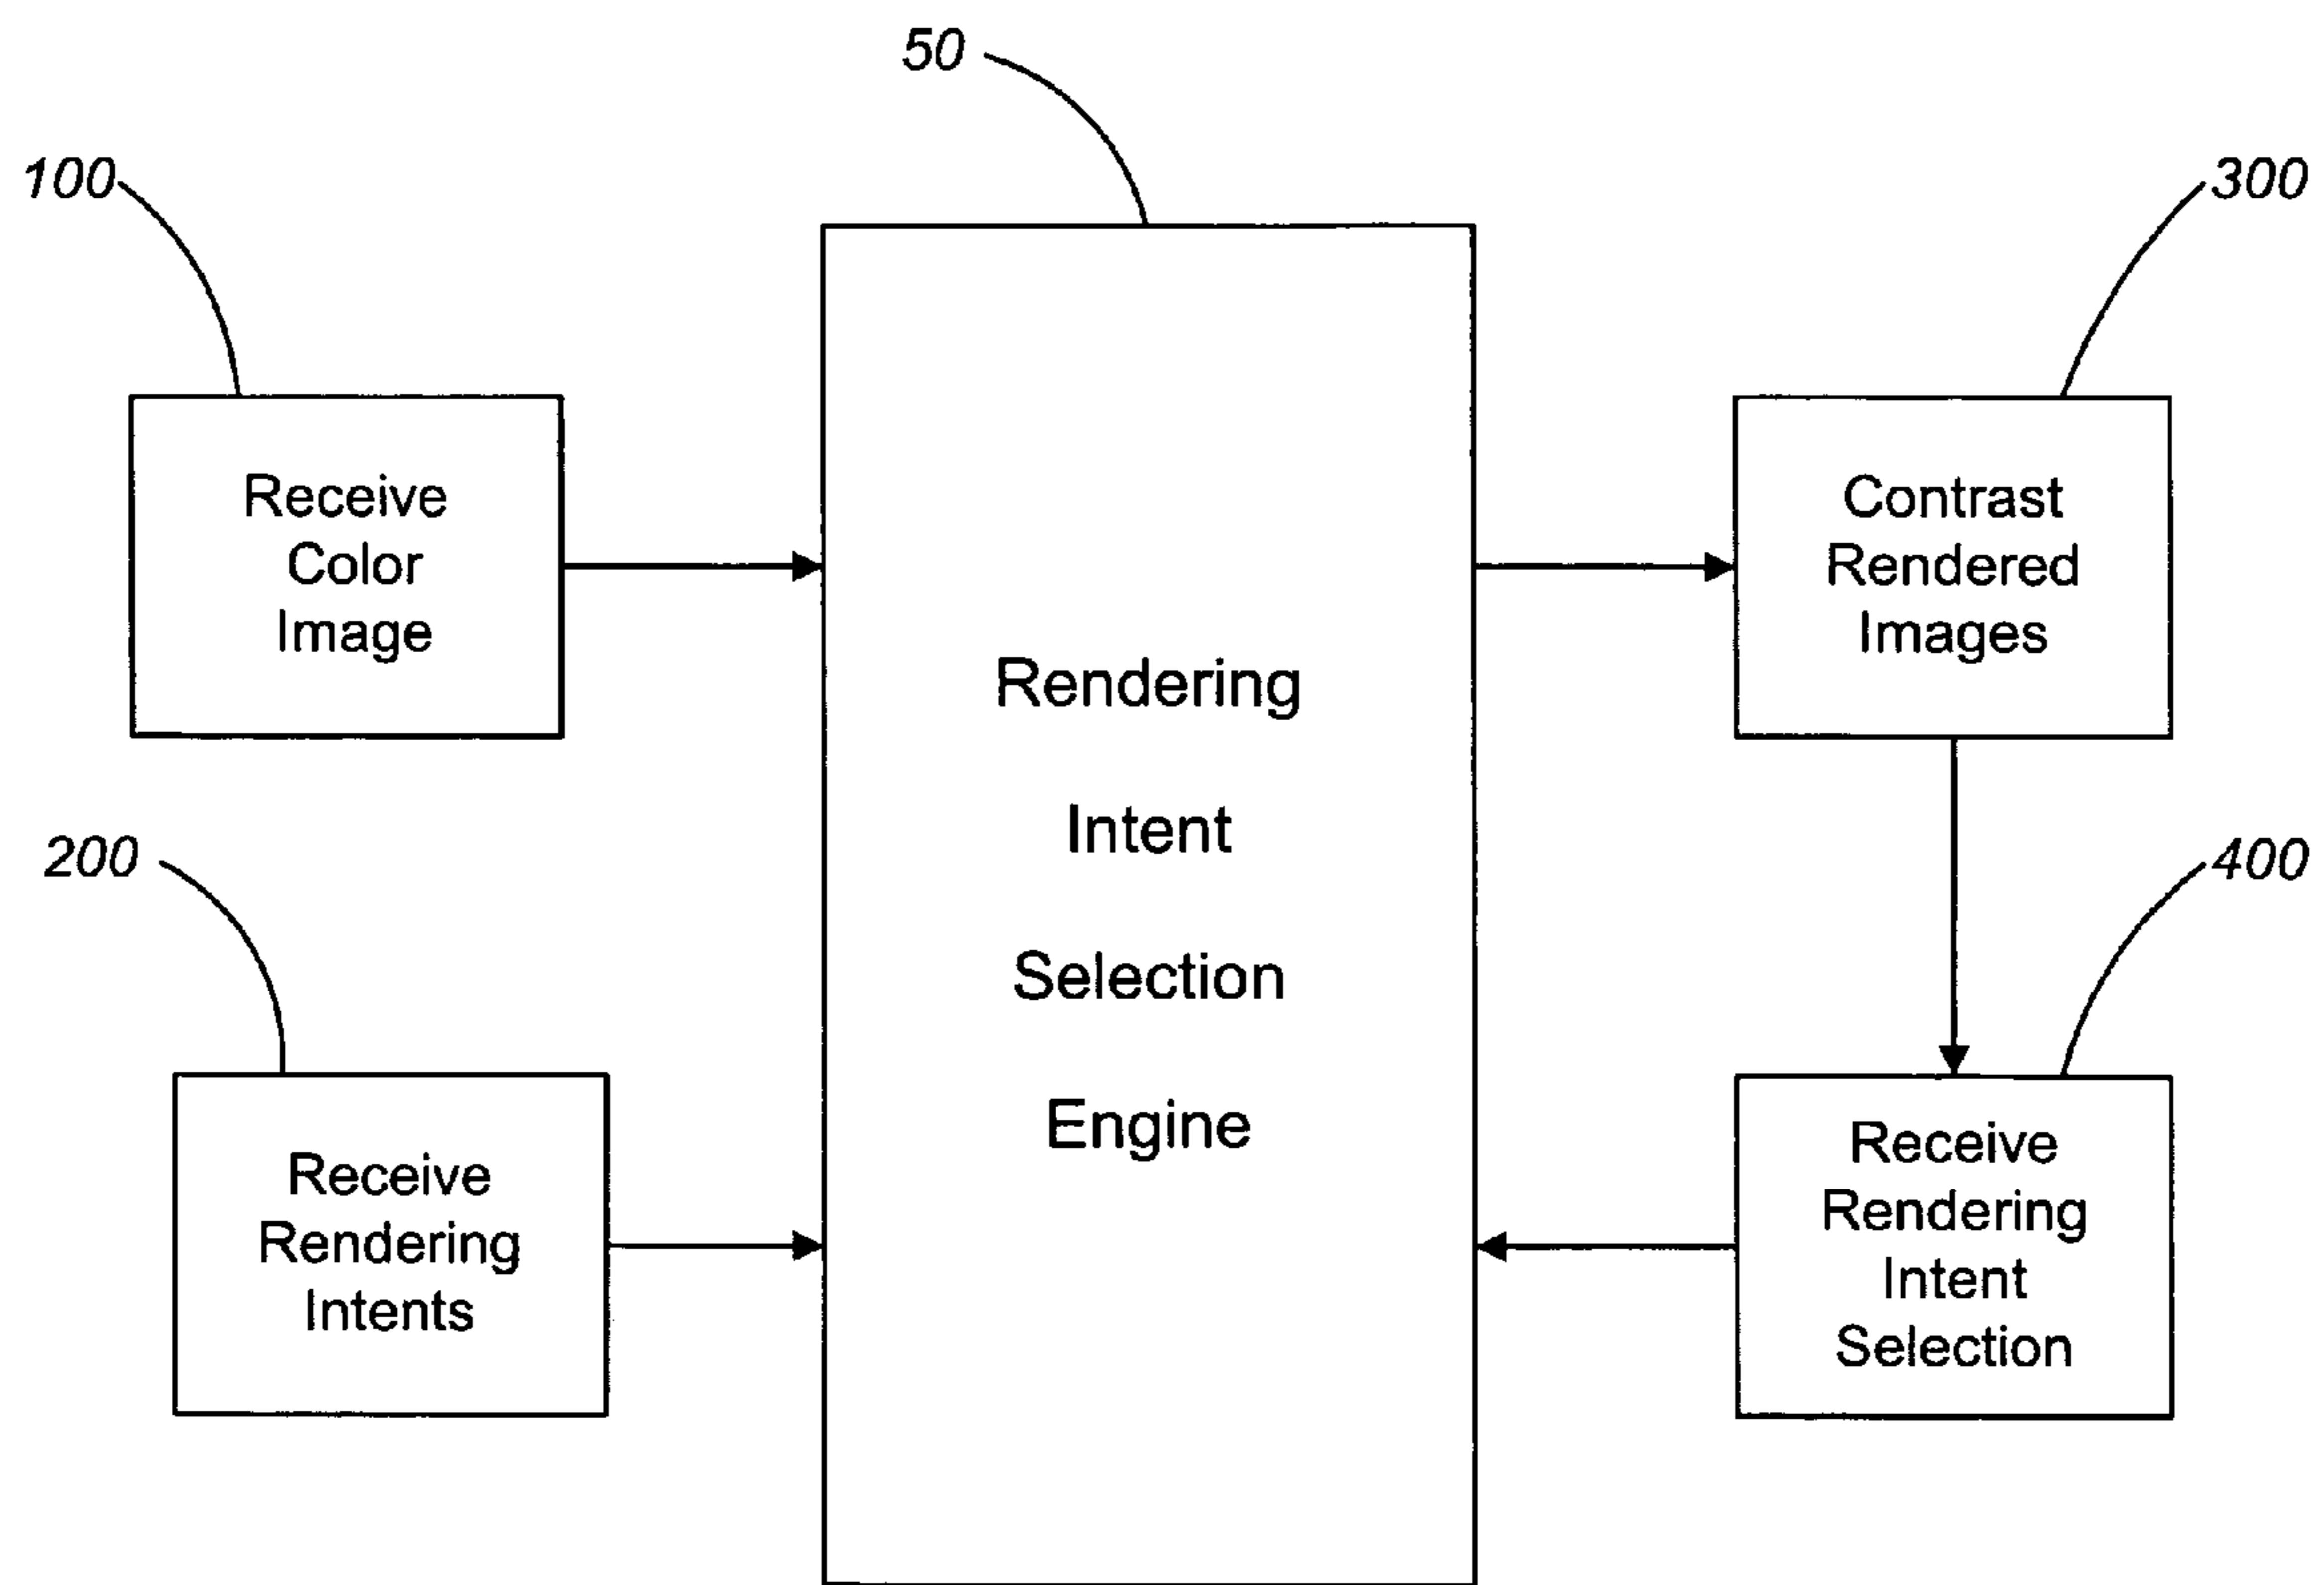 50
100
300
Receive
Color
Image
Contrast
Rendered
Images
Rendering
Intent
Selection
Engine
200
400
Receive
Rendering
Intents
Receive
Rendering
Intent
Selection